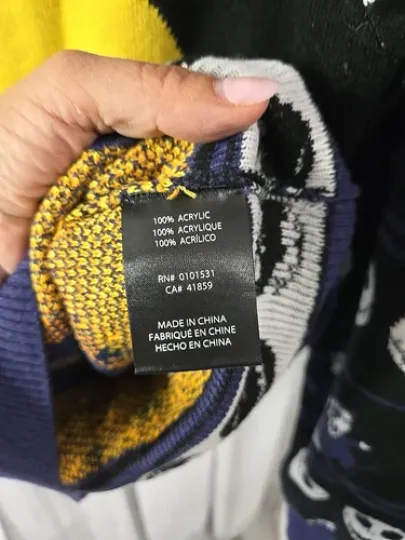 100% ACRYLIC
100% ACRYLIQUE
100% ACRÍLICO
RN# 0101531
CA# 41859
MADE IN CHINA
FABRIQUÉ EN CHINE
HECHO EN CHINA